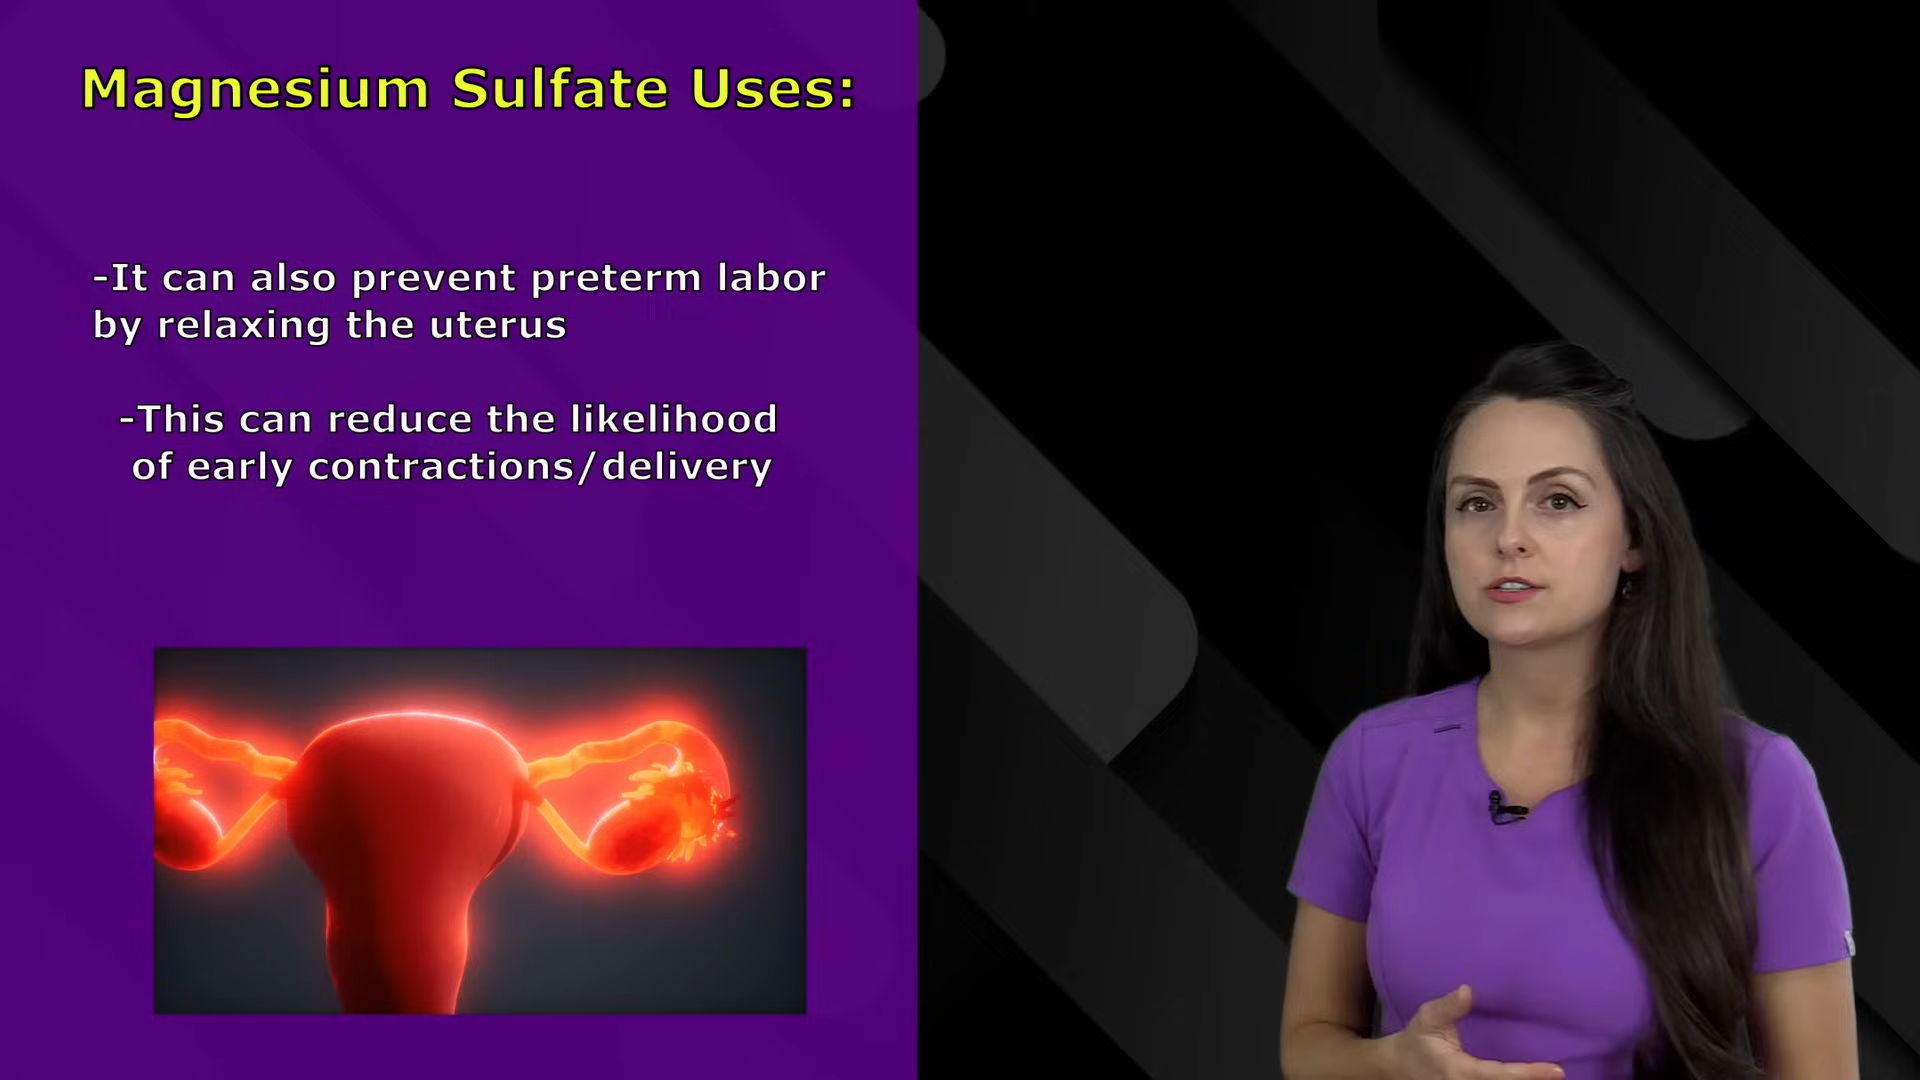 Magnesium Sulfate Uses:
-It can also prevent preterm labor
by relaxing the uterus
-This can reduce the likelihood
of early contractions/delivery